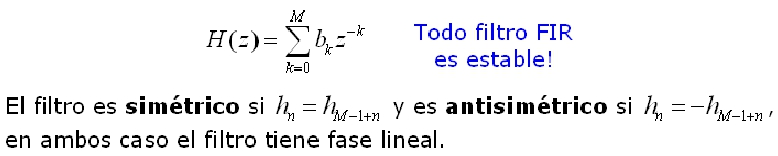 H(z) = \sum_{k=0}^{M} b_k z^{-k}
Todo filtro FIR
es estable!
El filtro es simétrico si h_n = h_{M-1+n} y es antisimétrico si h_n = -h_{M-1+n},
en ambos caso el filtro tiene fase lineal.